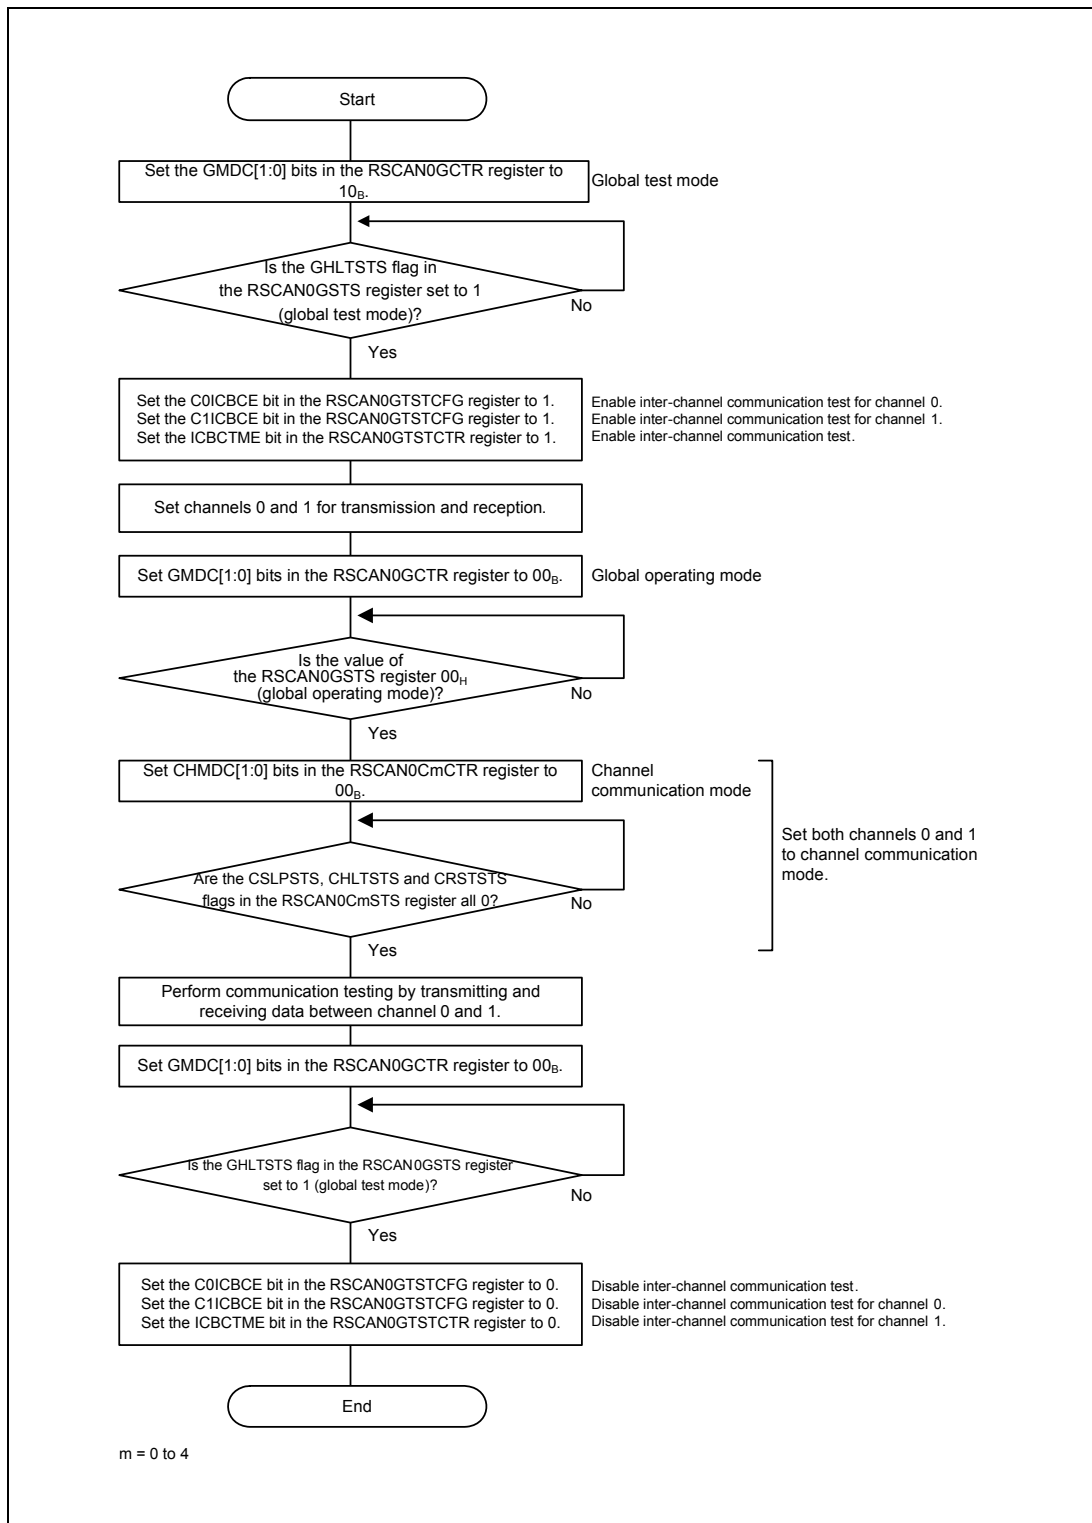 Start
Set the GMDC[1:0] bits in the RSCAN0GCTR register to
10B.
Global test mode
Is the GHLTSTS flag in
the RSCAN0GSTS register set to 1
(global test mode)?
No
Yes
Set the C0ICBCE bit in the RSCAN0GTSTCFG register to 1.
Set the C1ICBCE bit in the RSCAN0GTSTCFG register to 1.
Set the ICBCTME bit in the RSCAN0GTSTCTR register to 1.
Enable inter-channel communication test for channel 0.
Enable inter-channel communication test for channel 1.
Enable inter-channel communication test.
Set channels 0 and 1 for transmission and reception.
Set GMDC[1:0] bits in the RSCAN0GCTR register to 00B.
Global operating mode
Is the value of
the RSCAN0GSTS register 00H
(global operating mode)?
No
Yes
Set CHMDC[1:0] bits in the RSCAN0CmCTR register to
00B.
Channel
communication mode
Are the CSLPSTS, CHLTSTS and CRSTSTS
flags in the RSCAN0CmSTS register all 0?
No
Yes
Set both channels 0 and 1
to channel communication
mode.
Perform communication testing by transmitting and
receiving data between channel 0 and 1.
Set GMDC[1:0] bits in the RSCAN0GCTR register to 00B.
Is the GHLTSTS flag in the RSCAN0GSTS register
set to 1 (global test mode)?
No
Yes
Set the C0ICBCE bit in the RSCAN0GTSTCFG register to 0.
Set the C1ICBCE bit in the RSCAN0GTSTCFG register to 0.
Set the ICBCTME bit in the RSCAN0GTSTCTR register to 0.
Disable inter-channel communication test.
Disable inter-channel communication test for channel 0.
Disable inter-channel communication test for channel 1.
End
m = 0 to 4